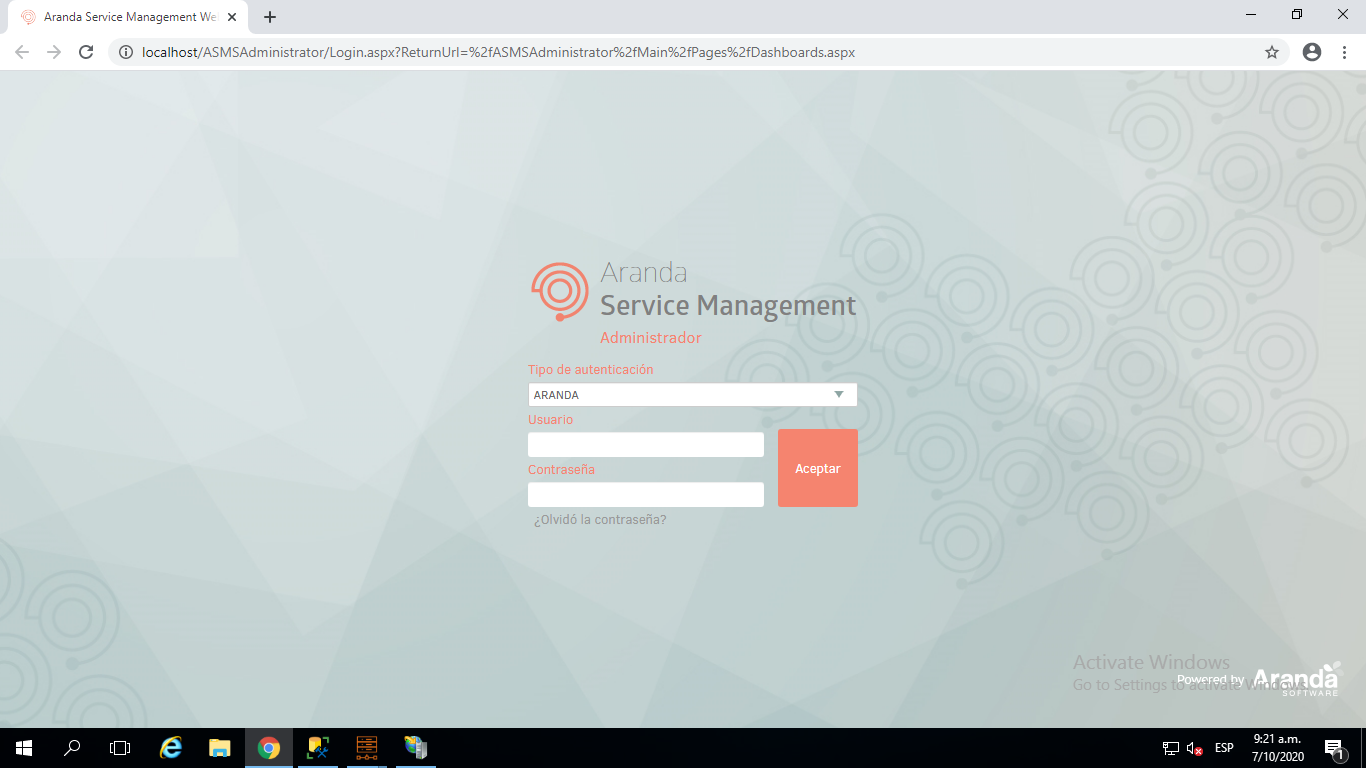 Aranda Service Management We
localhost/ASMSAdministrator/Login.aspx?ReturnUrl=%2fASMSAdministrator%2fMain%2fPages%2fDashboards.aspx
Aranda
Service Management
Administrador
Tipo de autenticación
ARANDA
Usuario
Contraseña
Aceptar
¿Olvidó la contraseña?
Activate Windows
Go to Settings to activate Windows.
Powered by Aranda
SOFTWARE
ESP
9:21 a.m.
7/10/2020
1